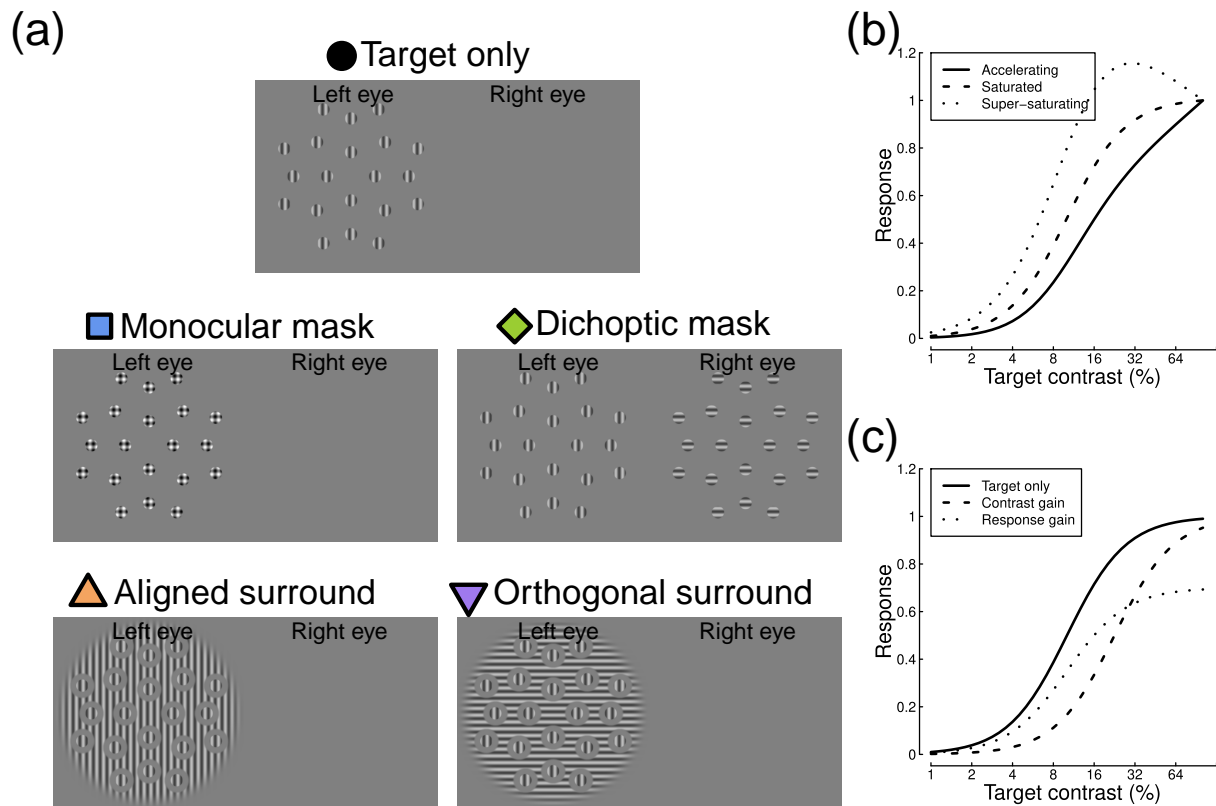 (a)
Target only
Left eye Right eye
Monocular mask
Left eye Right eye
Dichoptic mask
Left eye Right eye
Aligned surround
Left eye Right eye
Orthogonal surround
Left eye Right eye
(b)
Accelerating
Saturated
Super-saturating
Response
0
0.2
0.4
0.6
0.8
1
1.2
1 2 4 8 16 32 64
Target contrast (%)
(c)
Target only
Contrast gain
Response gain
Response
0
0.2
0.4
0.6
0.8
1
1.2
1 2 4 8 16 32 64
Target contrast (%)